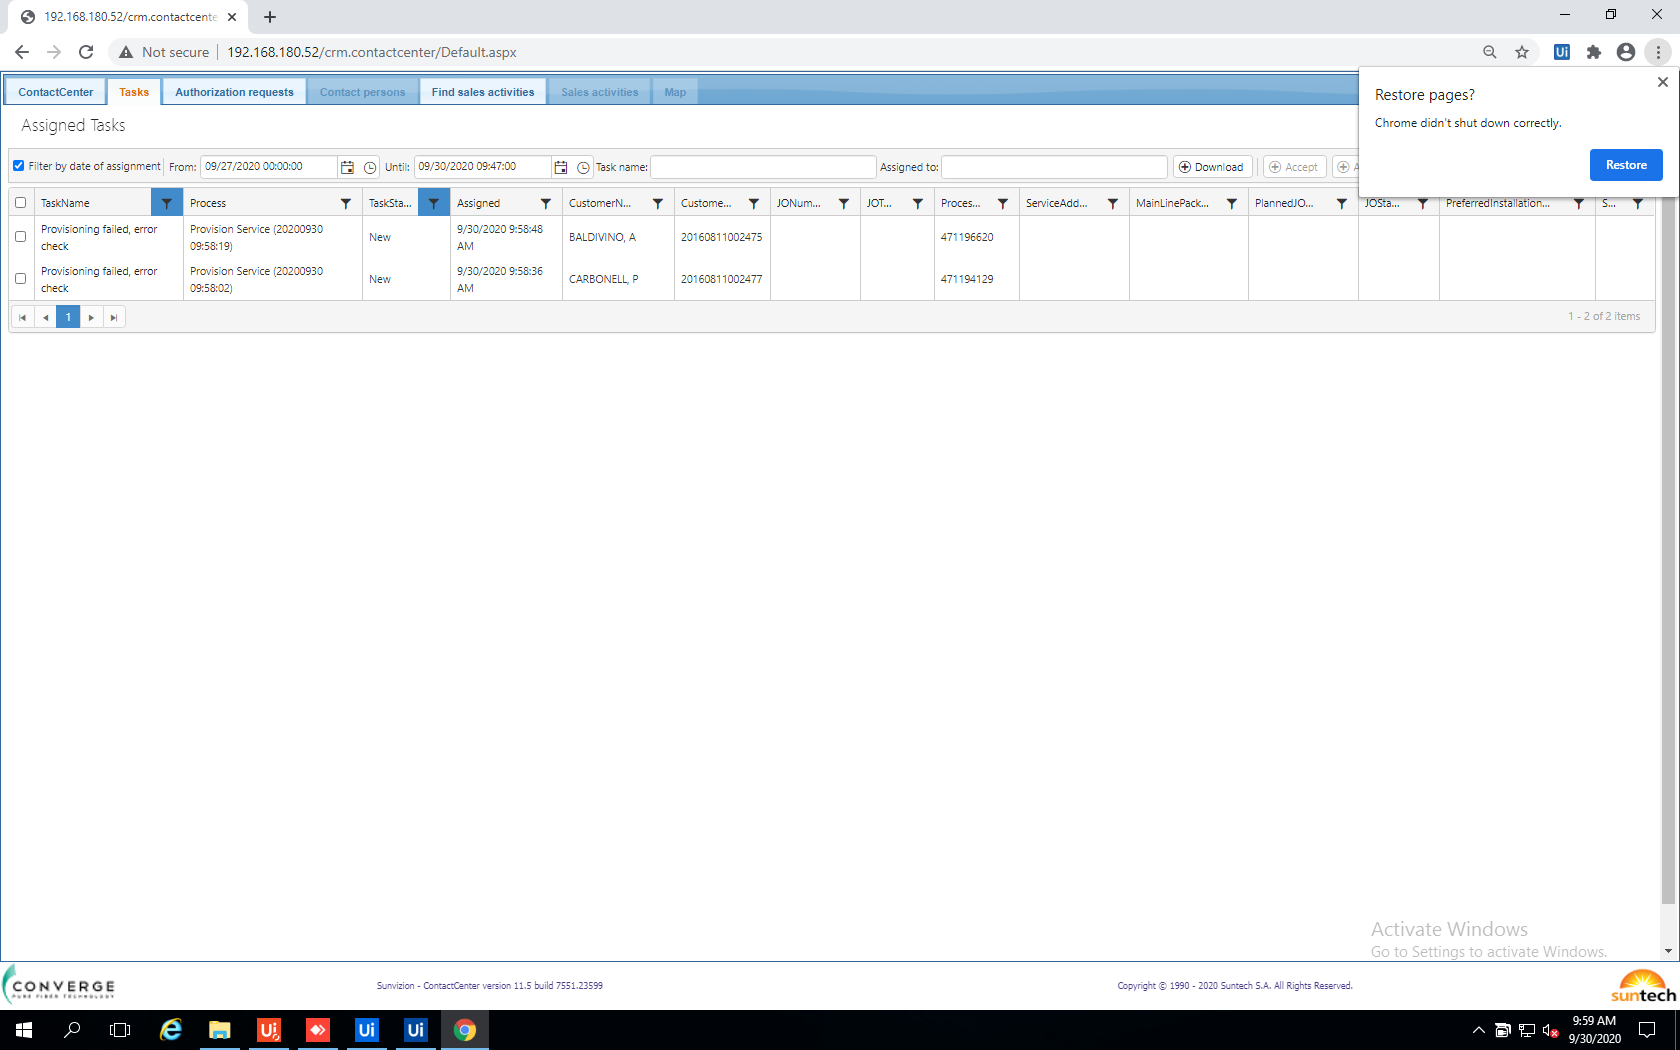 192.168.180.52/crm.contactcente
Not secure 192.168.180.52/crm.contactcenter/Default.aspx
Ui
ContactCenter Tasks Authorization requests Contact persons Find sales activities Sales activities Map
Restore pages?
Chrome didn't shut down correctly.
Restore
Assigned Tasks
Filter by date of assignment From: 09/27/2020 00:00:00 Until: 09/30/2020 09:47:00 Task name: Assigned to: Download Accept A
TaskName Process TaskSta... Assigned CustomerN... Custome... JONum... JOT... Proces... ServiceAdd... MainLinePack... PlannedJO... JOSta... PreferredInstallation... S...
Provisioning failed, error check Provision Service (20200930 09:58:19) New 9/30/2020 9:58:48 AM BALDIVINO, A 20160811002475 471196620
Provisioning failed, error check Provision Service (20200930 09:58:02) New 9/30/2020 9:58:36 AM CARBONELL, P 20160811002477 471194129
1
1 - 2 of 2 items
Activate Windows
Go to Settings to activate Windows.
CONVERGE
PURE FIBER TECHNOLOGY
Sunvizion - ContactCenter version 11.5 build 7551.23599
Copyright © 1990 - 2020 Suntech S.A. All Rights Reserved.
suntech
Ui Ui Ui
9:59 AM
9/30/2020